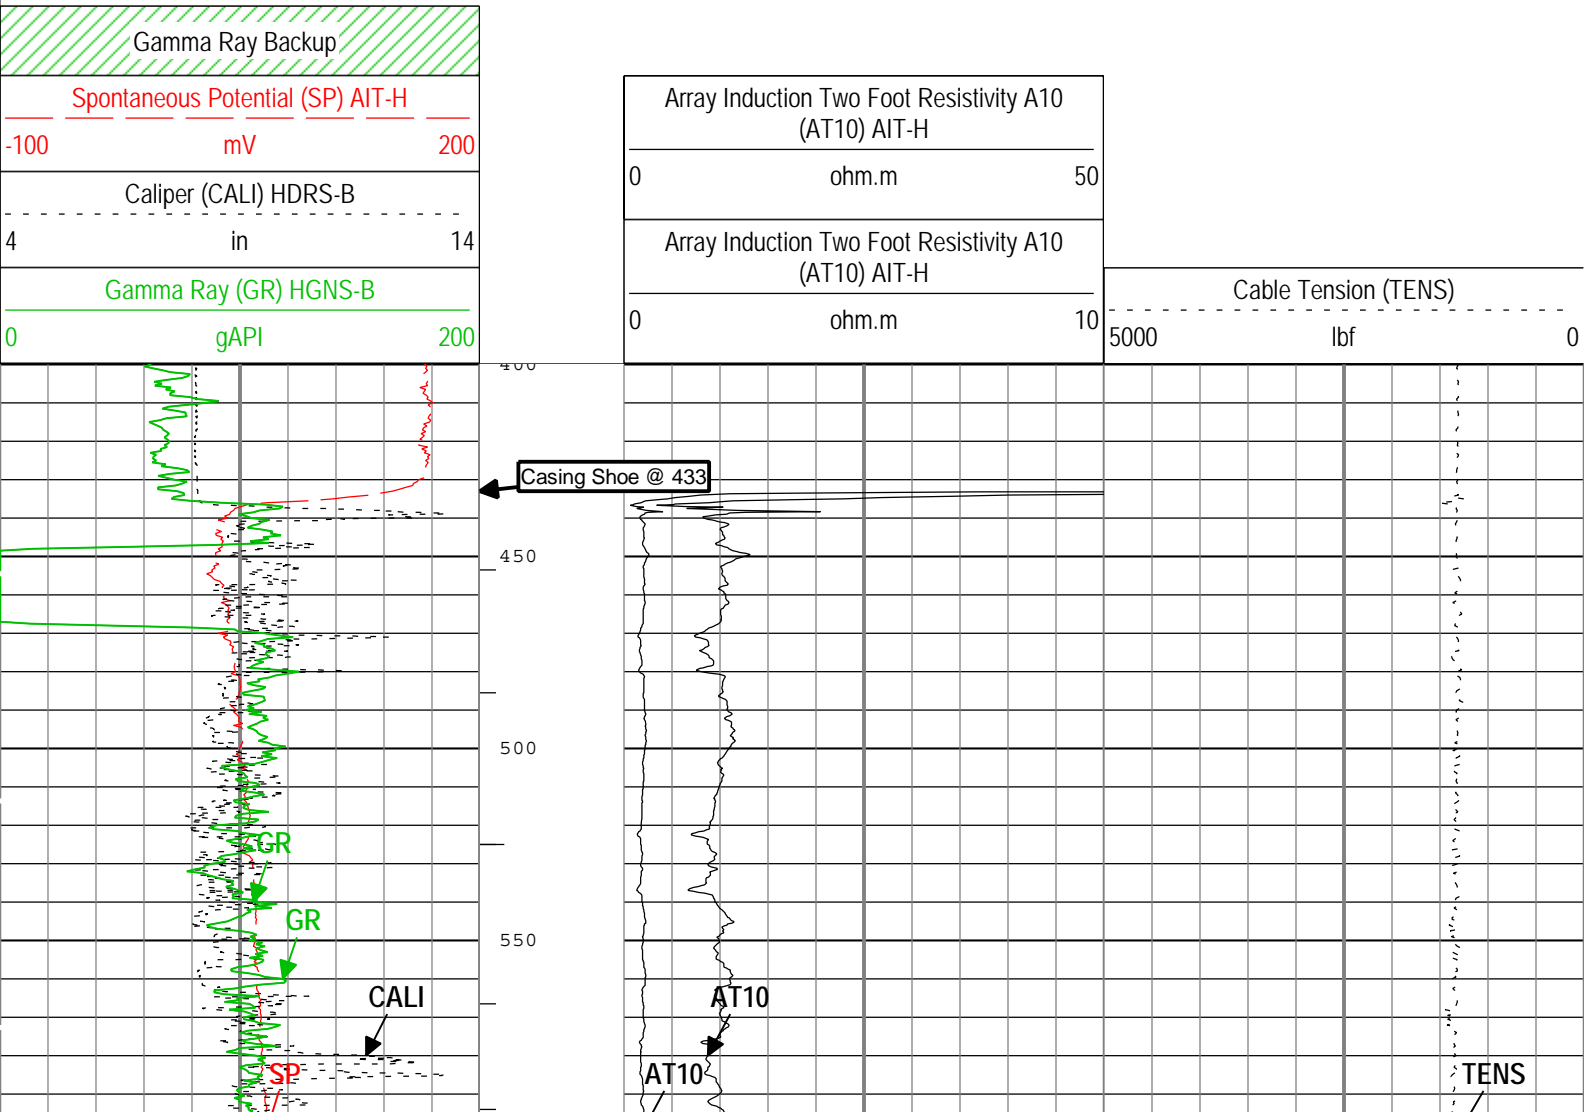 Gamma Ray Backup
Spontaneous Potential (SP) AIT-H
-100 mV 200
Caliper (CALI) HDRS-B
4 in 14
Gamma Ray (GR) HGNS-B
0 gAPI 200
Array Induction Two Foot Resistivity A10
(AT10) AIT-H
0 ohm.m 50
Array Induction Two Foot Resistivity A10
(AT10) AIT-H
0 ohm.m 10
Cable Tension (TENS)
5000 lbf 0
400
Casing Shoe @ 433
450
500
GR
GR
550
CALI
AT10
SP
AT10
TENS